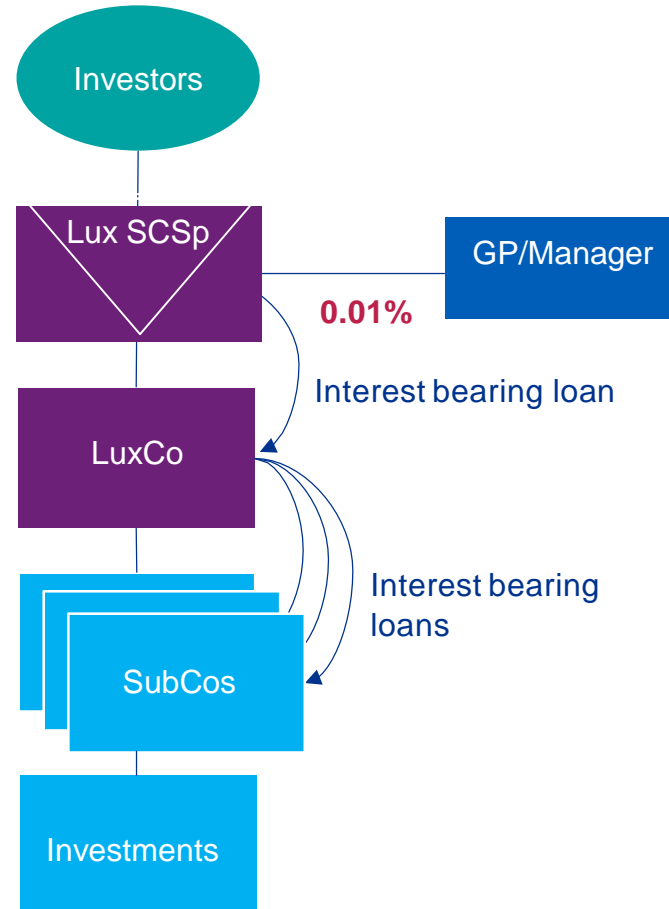 Investors
Lux SCSp
GP/Manager
0.01%
Interest bearing loan
LuxCo
Interest bearing
loans
SubCos
Investments